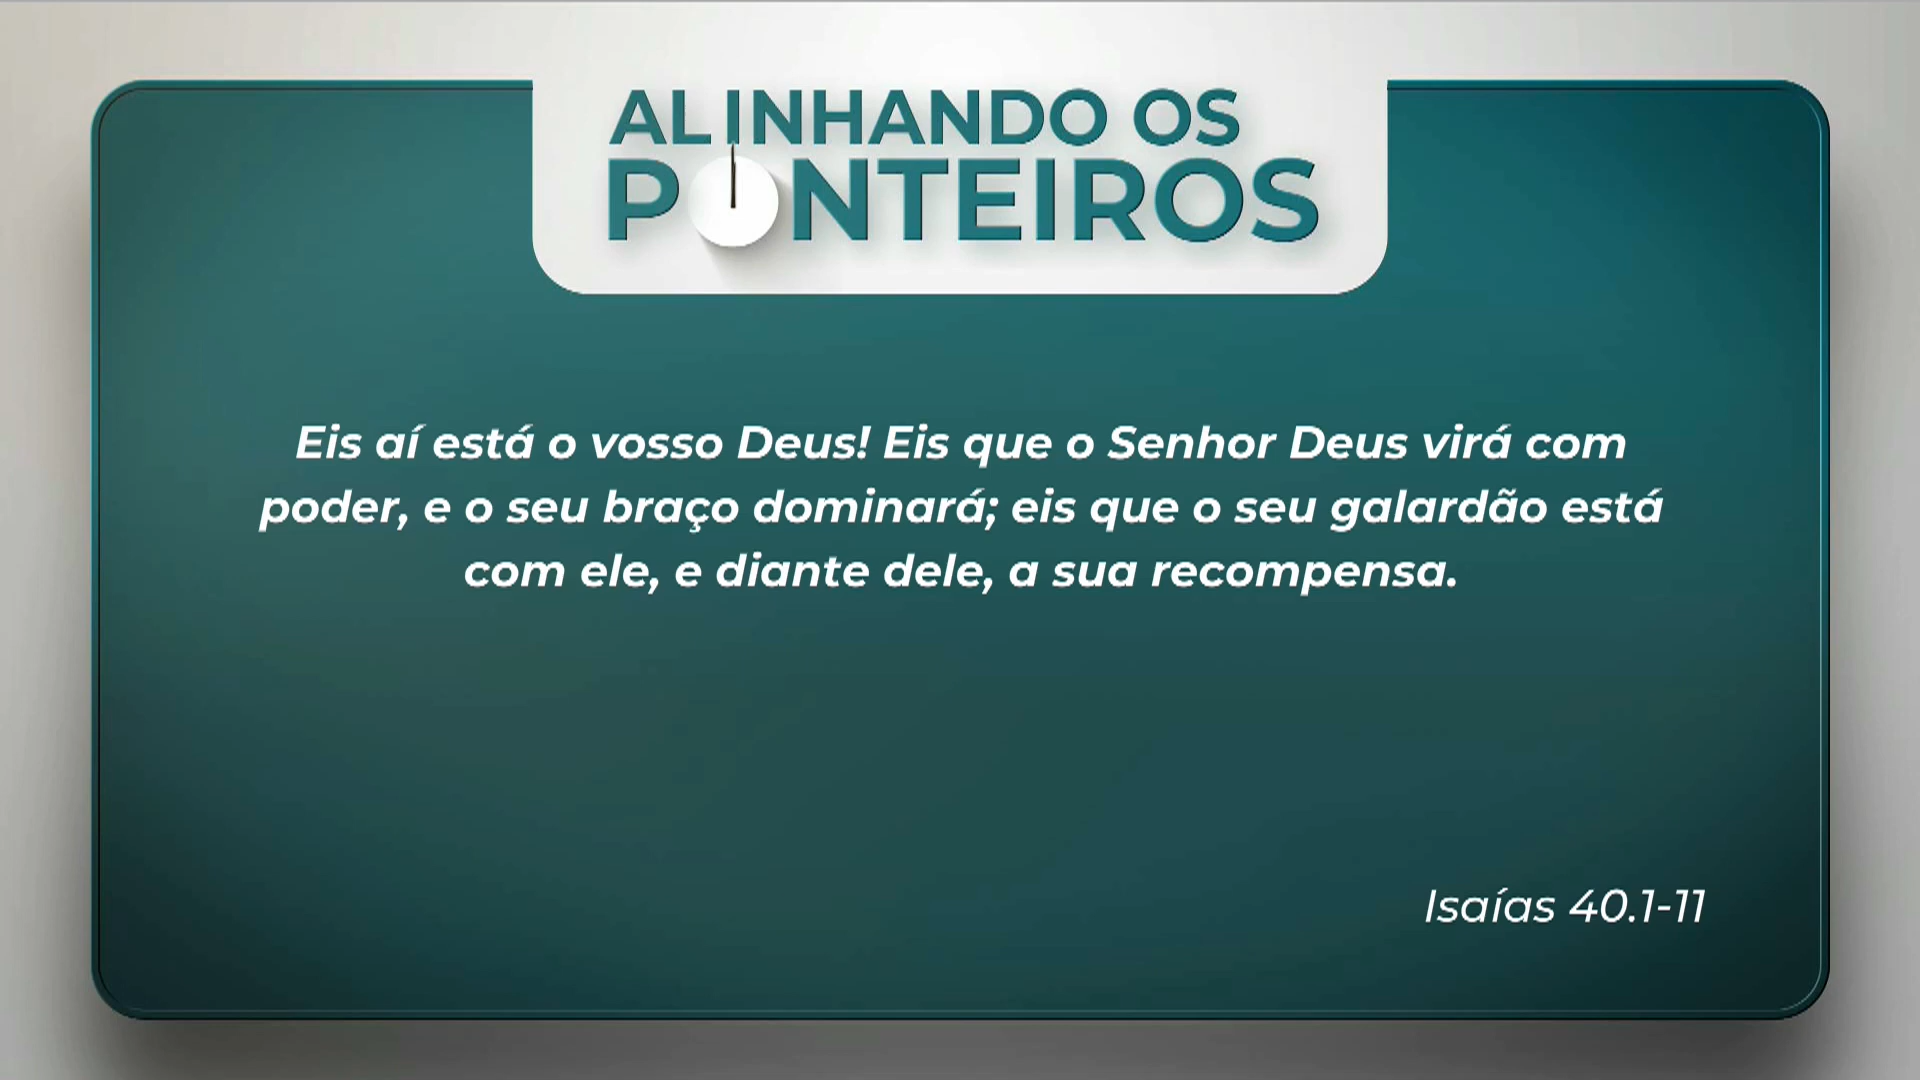 ALINHANDO OS
PONTEIROS
Eis aí está o vosso Deus! Eis que o Senhor Deus virá com
poder, e o seu braço dominará; eis que o seu galardão está
com ele, e diante dele, a sua recompensa.
Isaías 40.1-11